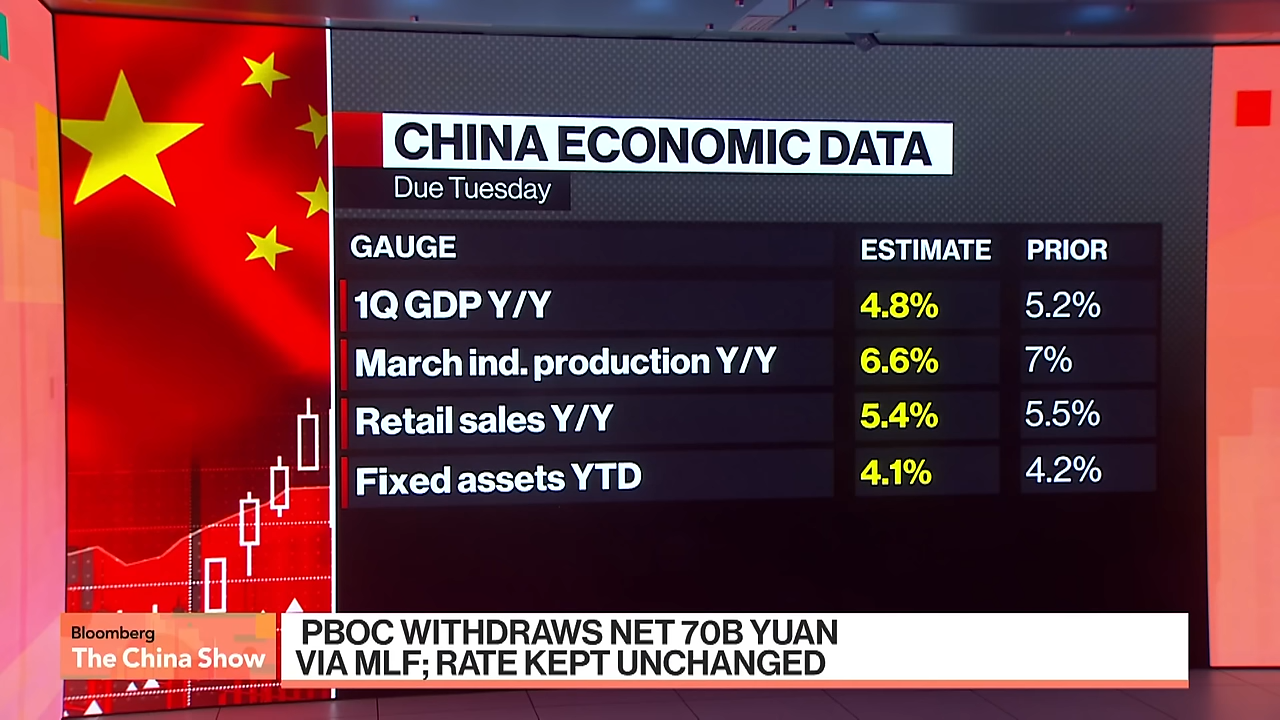 CHINA ECONOMIC DATA
Due Tuesday
GAUGE ESTIMATE PRIOR
1Q GDP Y/Y 4.8% 5.2%
March ind. production Y/Y 6.6% 7%
Retail sales Y/Y 5.4% 5.5%
Fixed assets YTD 4.1% 4.2%
Bloomberg
The China Show
PBOC WITHDRAWS NET 70B YUAN
VIA MLF; RATE KEPT UNCHANGED